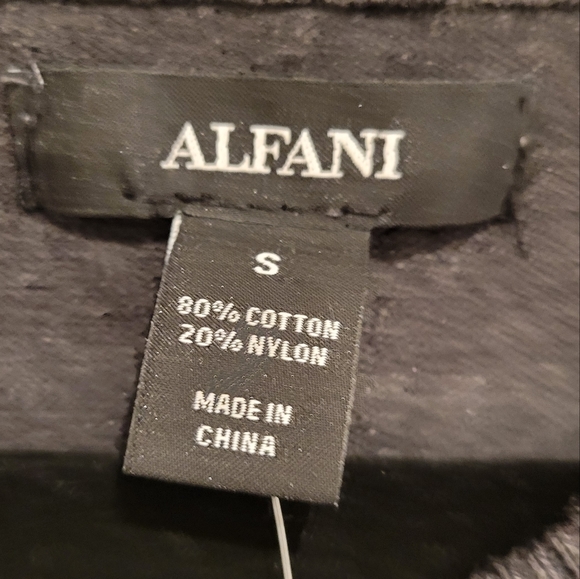 ALFANI
S
80% COTTON
20% NYLON
MADE IN
CHINA